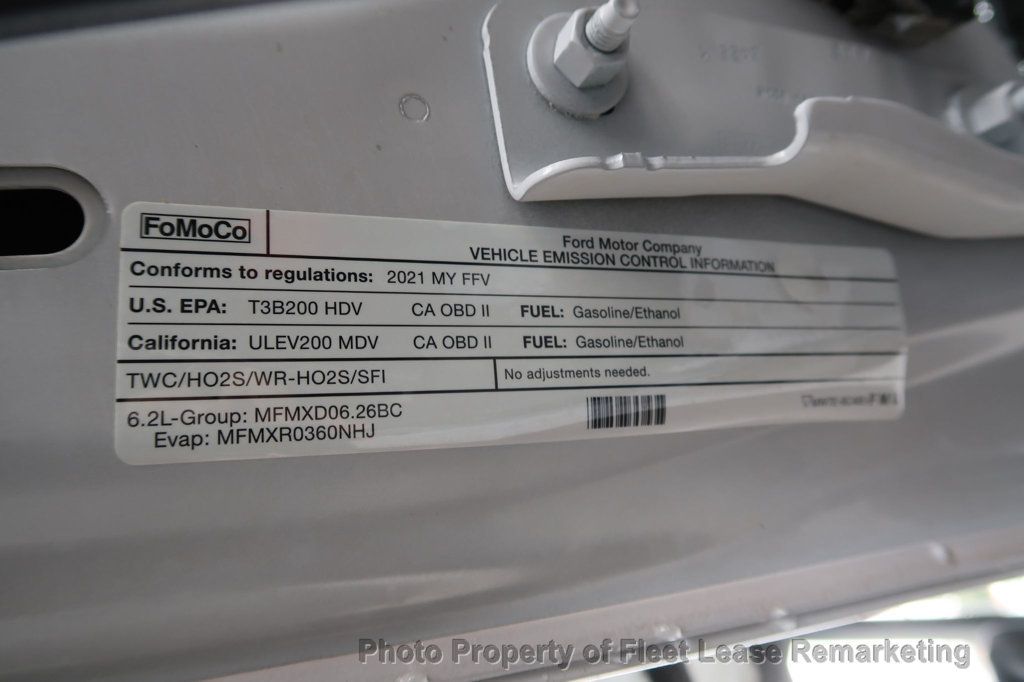 FoMoCo
Ford Motor Company
VEHICLE EMISSION CONTROL INFORMATION
Conforms to regulations: 2021 MY FFV
U.S. EPA: T3B200 HDV CA OBD II FUEL: Gasoline/Ethanol
California: ULEV200 MDV CA OBD II FUEL: Gasoline/Ethanol
TWC/HO2S/WR-HO2S/SFI No adjustments needed.
6.2L-Group: MFMXD06.26BC
Evap: MFMXR0360NHJ
Photo Property of Fleet Lease Remarketing